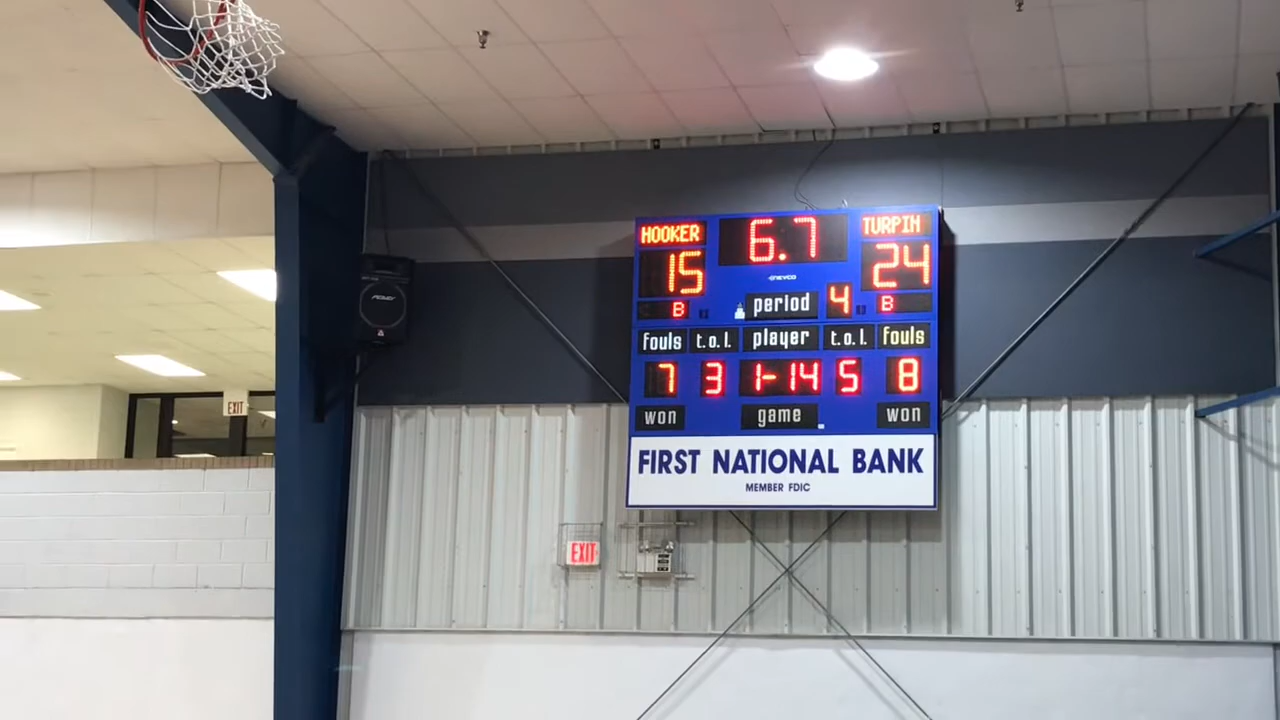 HOOKER 6.7 TURPIN
15 NEVCO 24
B period 4 B
fouls t.o.l. player t.o.l. fouls
7 3 1-14 5 8
won game won
FIRST NATIONAL BANK
MEMBER FDIC
EXIT
EXIT